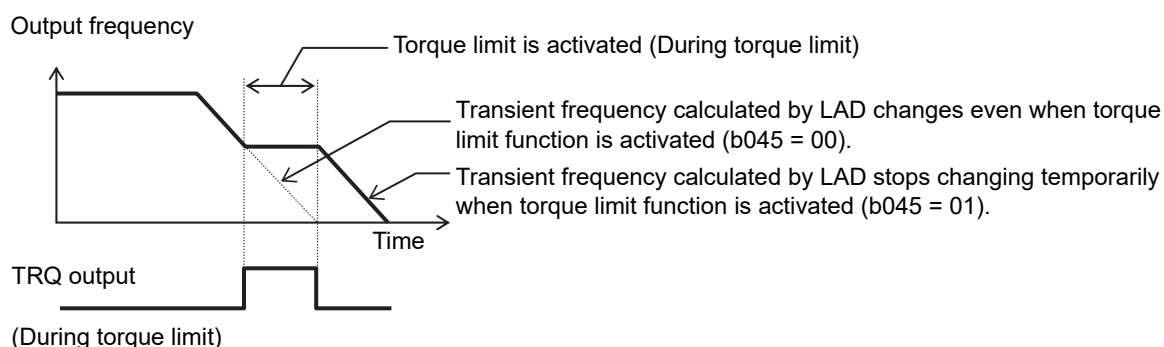 Output frequency
Torque limit is activated (During torque limit)
Transient frequency calculated by LAD changes even when torque
limit function is activated (b045 = 00).
Transient frequency calculated by LAD stops changing temporarily
when torque limit function is activated (b045 = 01).
Time
TRQ output
(During torque limit)